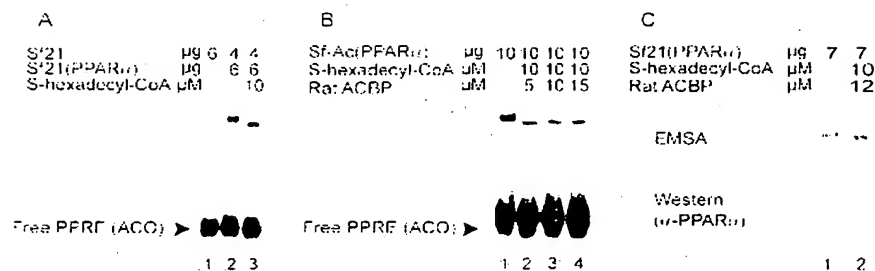 A
Sf21 µg 6 4 4
Sf21(PPARα) µg 6 6
S-hexadecyl-CoA µM 10
Free PPRE (ACO)
1 2 3
B
Sf-Ac(PPARα) µg 10 10 10 10
S-hexadecyl-CoA µM 10 10 10
Rat ACBP µM 5 10 15
Free PPRE (ACO)
1 2 3 4
C
Sf21(PPARα) µg 7 7
S-hexadecyl-CoA µM 10
Rat ACBP µM 12
EMSA
Western
(α-PPARα)
1 2